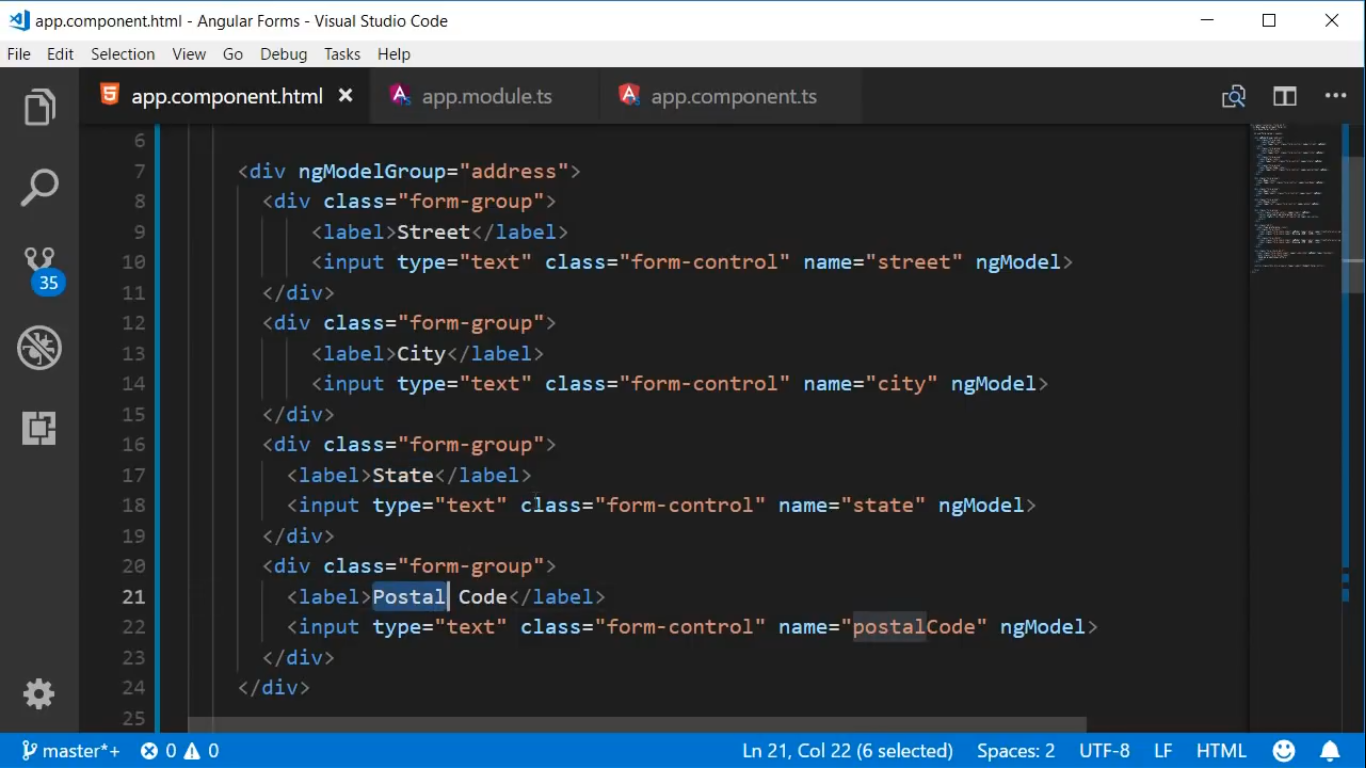 app.component.html - Angular Forms - Visual Studio Code
File Edit Selection View Go Debug Tasks Help
app.component.html app.module.ts app.component.ts
6
7 <div ngModelGroup="address">
8 <div class="form-group">
9 <label>Street</label>
10 <input type="text" class="form-control" name="street" ngModel>
11 </div>
12 <div class="form-group">
13 <label>City</label>
14 <input type="text" class="form-control" name="city" ngModel>
15 </div>
16 <div class="form-group">
17 <label>State</label>
18 <input type="text" class="form-control" name="state" ngModel>
19 </div>
20 <div class="form-group">
21 <label>Postal Code</label>
22 <input type="text" class="form-control" name="postalCode" ngModel>
23 </div>
24 </div>
25
35
master*+ 0 0 Ln 21, Col 22 (6 selected) Spaces: 2 UTF-8 LF HTML